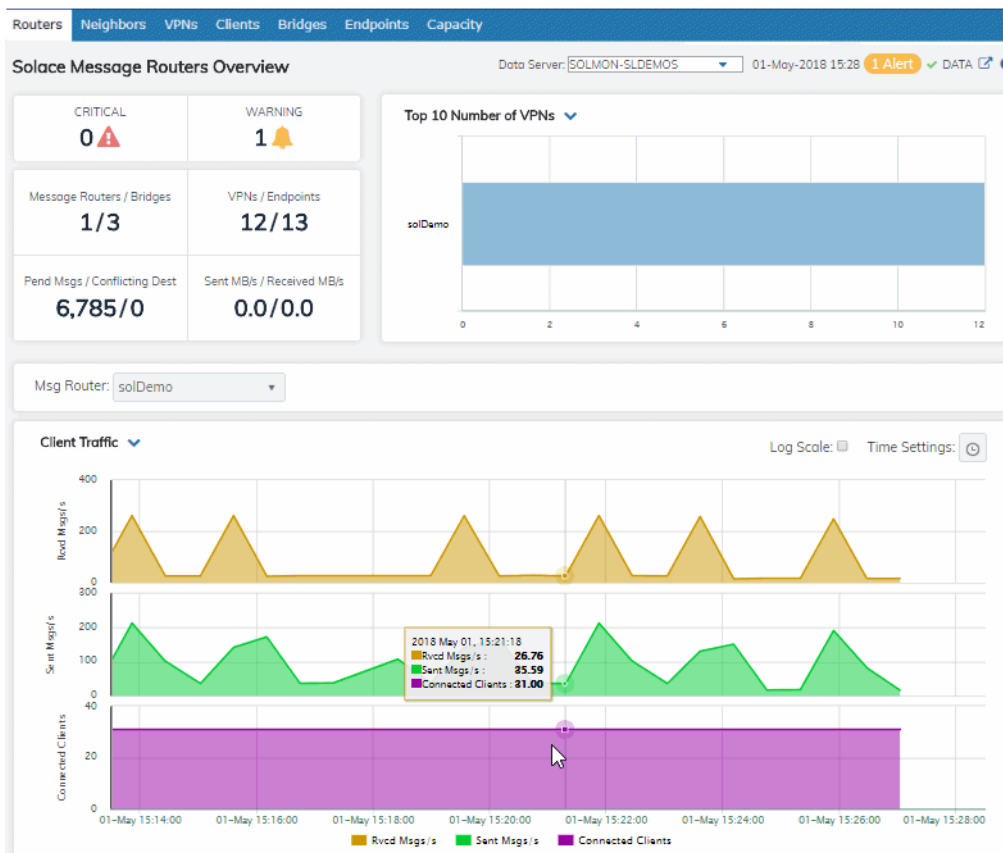 Routers Neighbors VPNs Clients Bridges Endpoints Capacity
Solace Message Routers Overview
Data Server: SOLMON-SLDEMOS 01-May-2018 15:28 1 Alert DATA
CRITICAL WARNING
0 1
Message Routers / Bridges VPNs / Endpoints
1/3 12/13
Pend Msgs / Conflicting Dest Sent MB/s / Received MB/s
6,785/0 0.0/0.0
Top 10 Number of VPNs
solDemo
0 2 4 6 8 10 12
Msg Router: solDemo
Client Traffic
Log Scale: Time Settings:
400
200
0
Rvcd Msgs/s
300
200
100
0
Sent Msgs/s
2018 May 01, 15:21:18
Rvcd Msgs/s : 26.76
Sent Msgs/s : 35.59
Connected Clients : 31.00
40
20
0
Connected Clients
01-May 15:14:00 01-May 15:16:00 01-May 15:18:00 01-May 15:20:00 01-May 15:22:00 01-May 15:24:00 01-May 15:26:00 01-May 15:28:00
Rvcd Msgs/s Sent Msgs/s Connected Clients